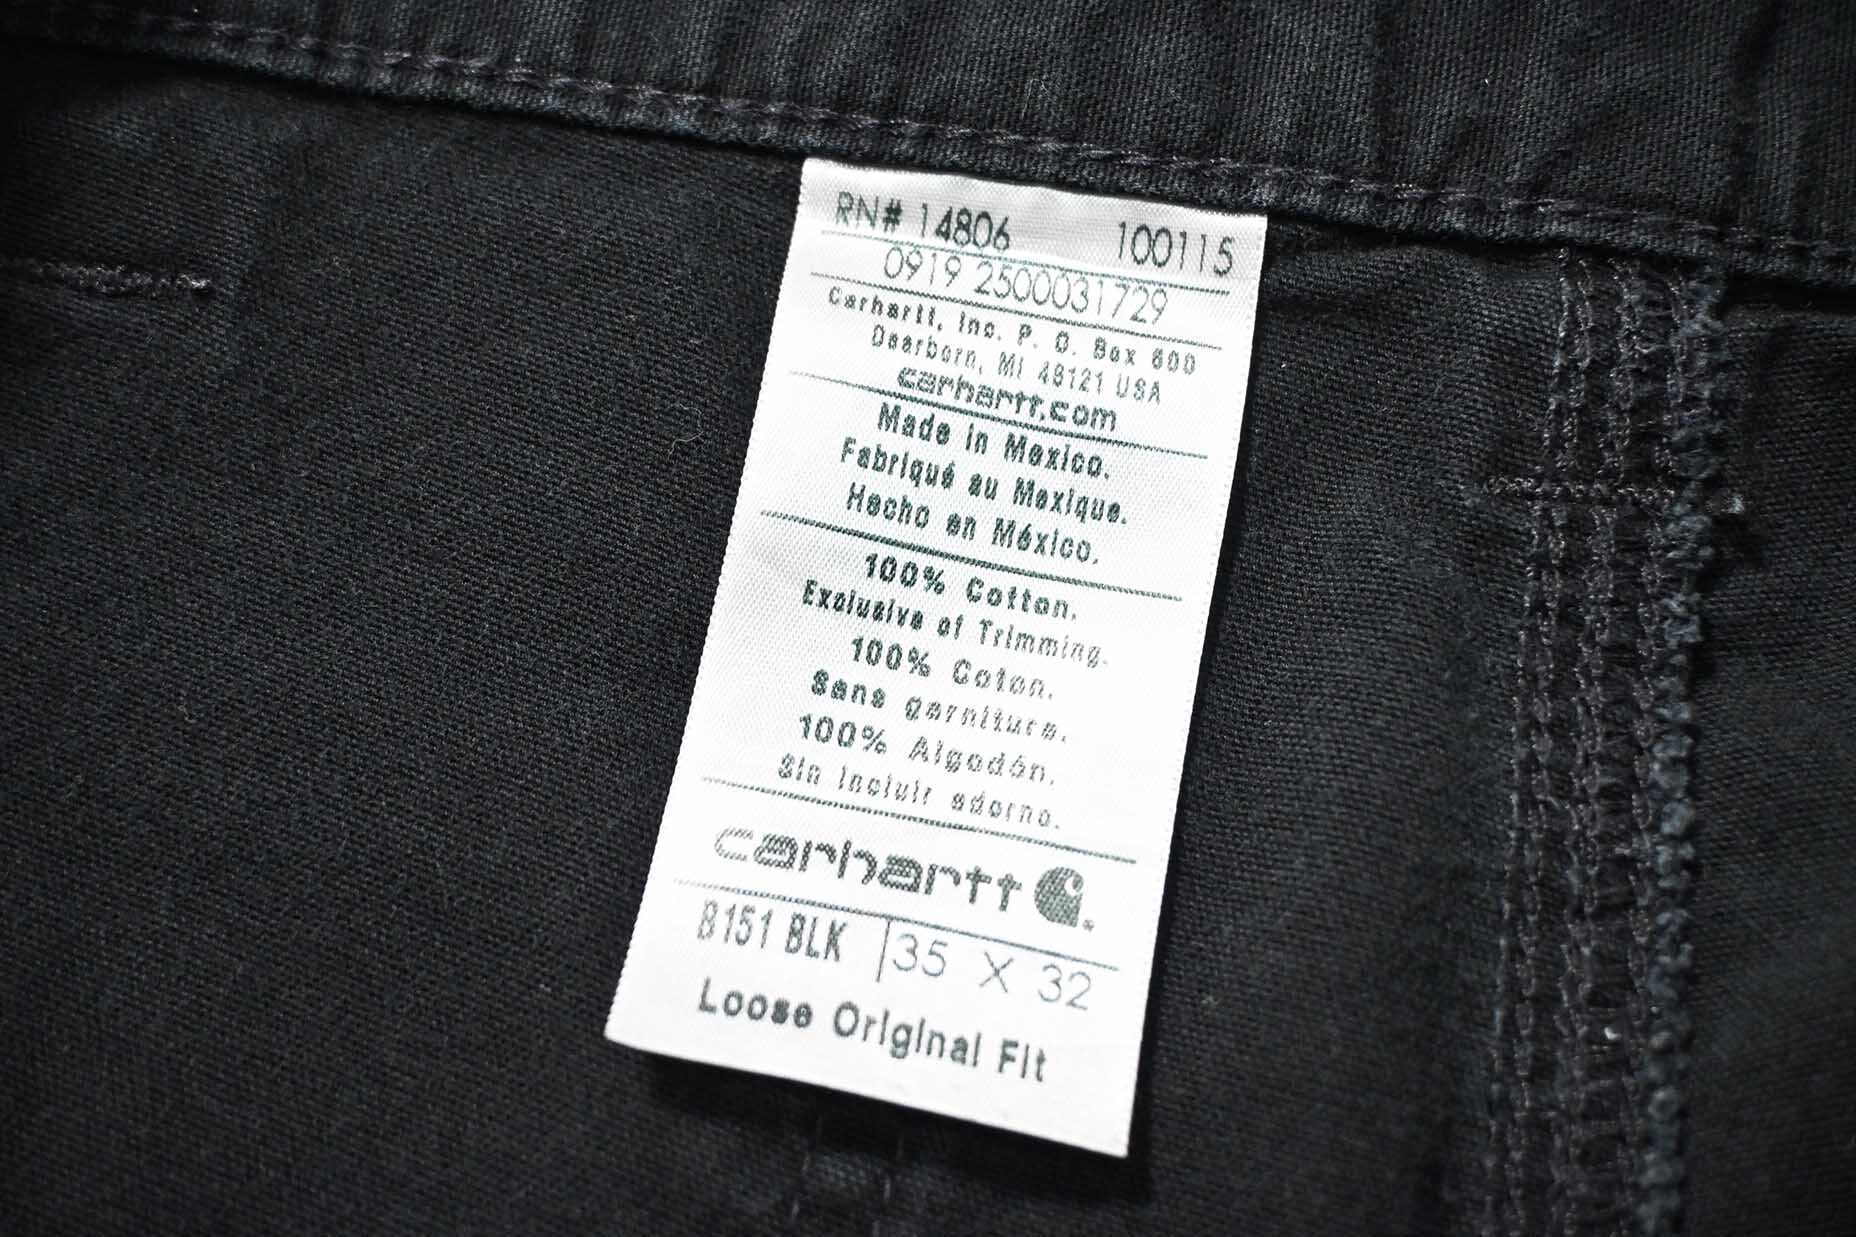 RN# 14806 100115
0919 2500031729
Carhartt, Inc. P. O. Box 600
Dearborn, MI 48121 USA
carhartt.com
Made in Mexico.
Fabriqué au Mexique.
Hecho en México.
100% Cotton.
Exclusive of Trimming.
100% Coton.
Sans garniture.
100% Algodón.
Sin incluir adorno.
carhartt
B151 BLK 35 X 32
Loose Original Fit